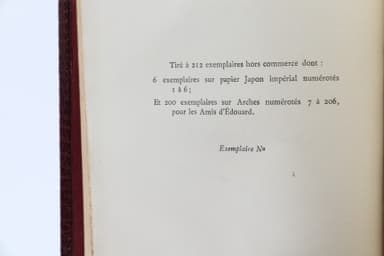 Tiré à 212 exemplaires hors commerce dont :
6 exemplaires sur papier Japon impérial numérotés
1 à 6;
Et 200 exemplaires sur Arches numérotés 7 à 206,
pour les Amis d'Édouard.
Exemplaire No